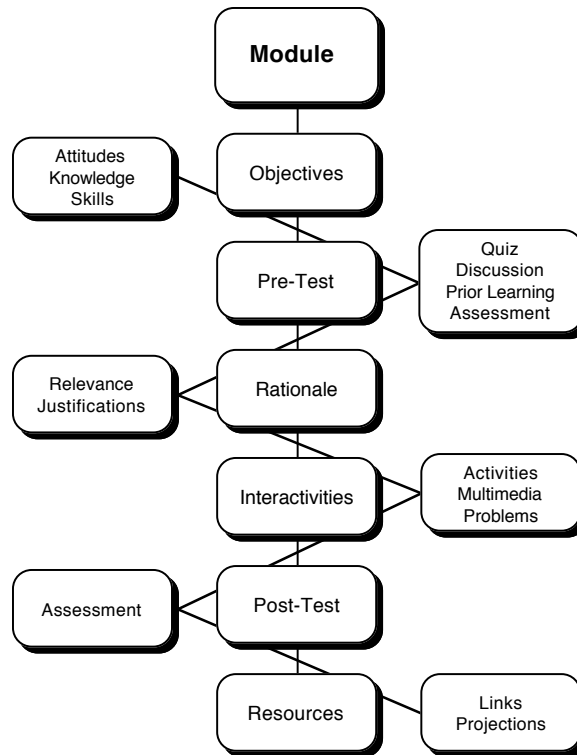 Module
Attitudes
Knowledge
Skills
Objectives
Pre-Test
Quiz
Discussion
Prior Learning
Assessment
Relevance
Justifications
Rationale
Interactivities
Activities
Multimedia
Problems
Assessment
Post-Test
Resources
Links
Projections